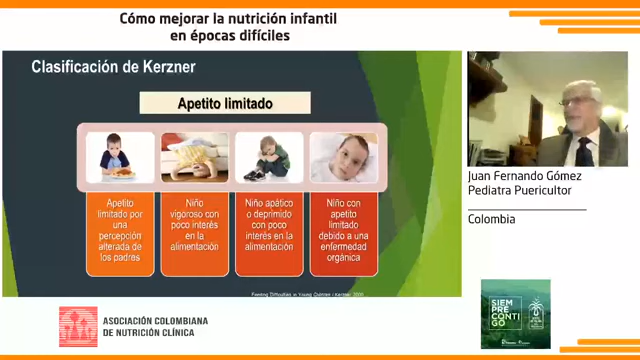 Cómo mejorar la nutrición infantil
en épocas difíciles
Clasificación de Kerzner
Apetito limitado
Apetito
limitado por
una
percepción
alterada de
los padres
Niño
vigoroso con
poco interés
en la
alimentación
Niño apático
o deprimido
con poco
interés en la
alimentación
Niño con
apetito
limitado
debido a una
enfermedad
orgánica
Feeding Difficulties in Young Children / Kerzner
Juan Fernando Gómez
Pediatra Puericultor
Colombia
SIEM
PRE
CONTI
GO
ASOCIACIÓN COLOMBIANA
DE NUTRICIÓN CLÍNICA